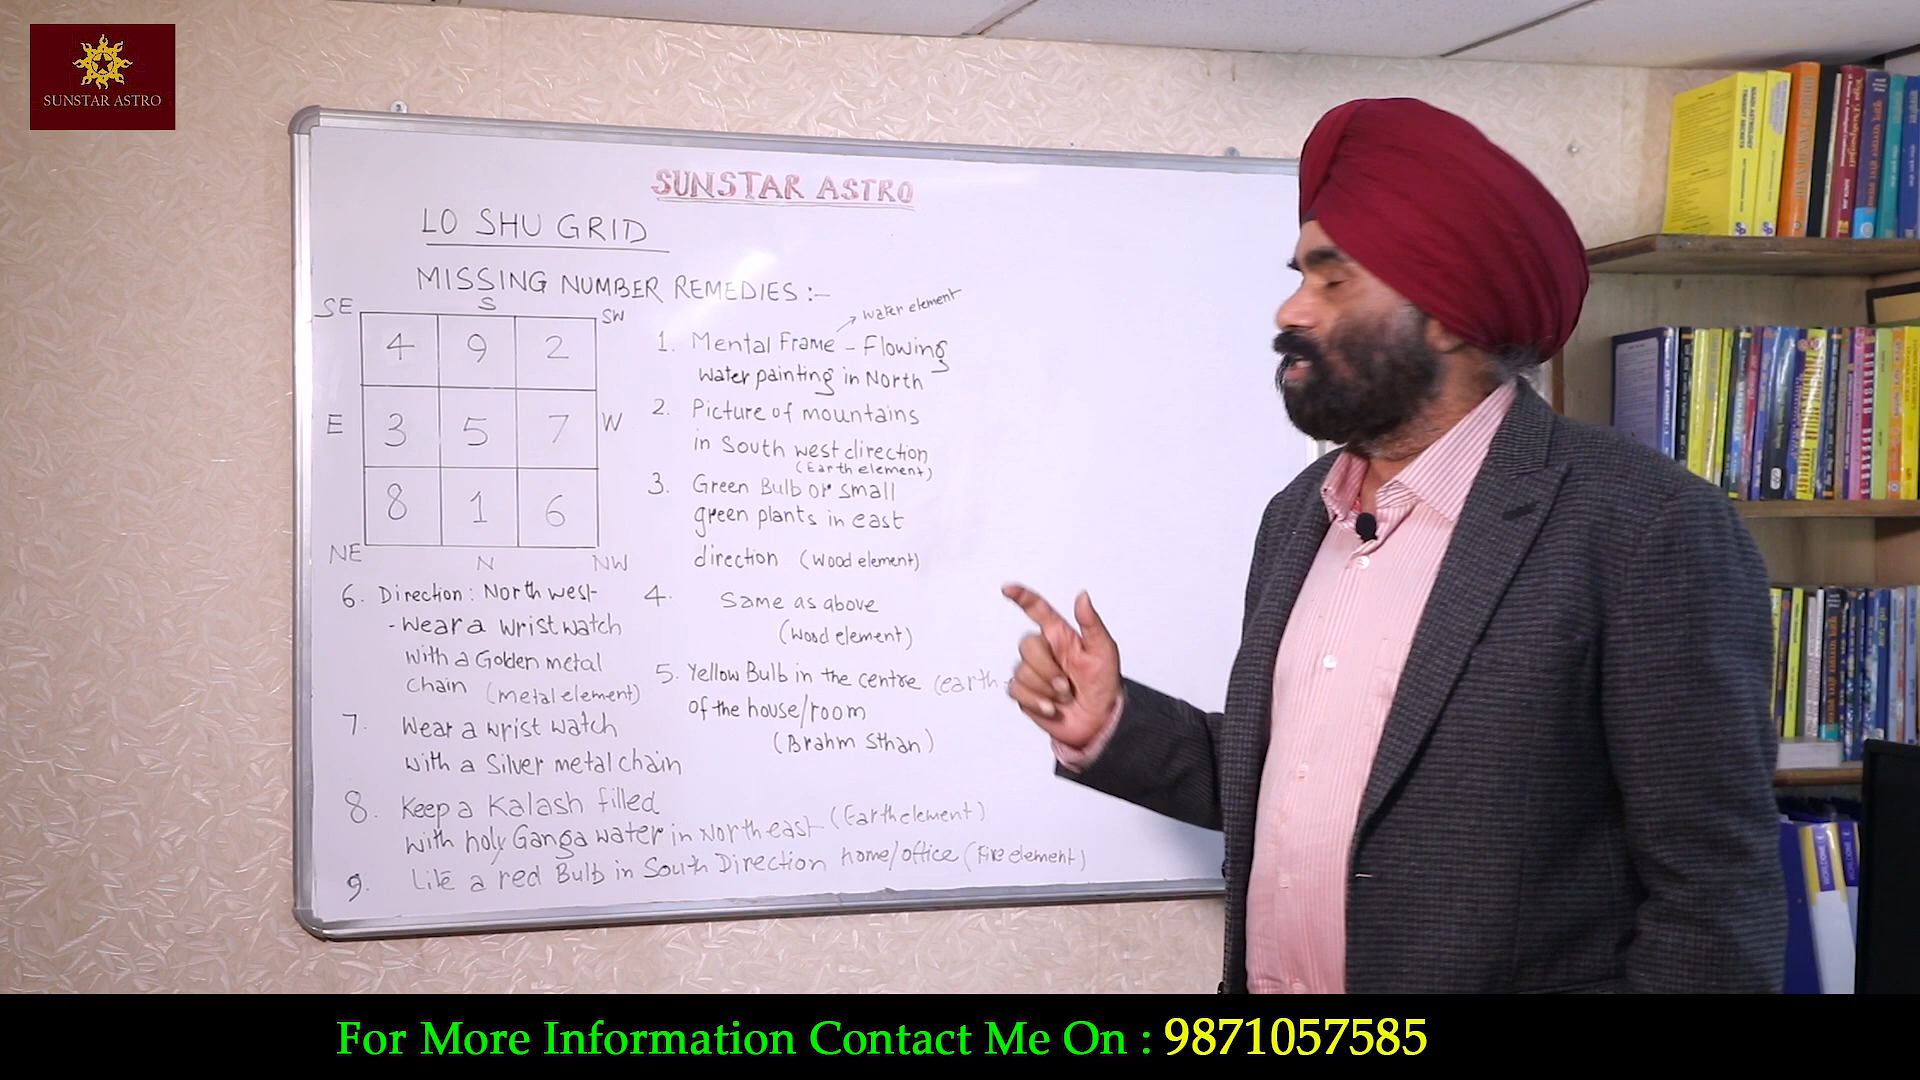 SUNSTAR ASTRO
SUNSTAR ASTRO
LO SHU GRID
MISSING NUMBER REMEDIES :-
SE S SW
4 9 2
E 3 5 7 W
8 1 6
NE N NW
1. Mental Frame - Flowing → water element
water painting in North
2. Picture of mountains
in South west direction
(Earth element)
3. Green Bulb or small
green plants in east
direction (wood element)
4. Same as above
(wood element)
5. Yellow Bulb in the centre (earth
of the house/room
(Brahm Sthan)
6. Direction: North west-
- Wear a wrist watch
with a Golden metal
chain (metal element)
7. Wear a wrist watch
with a Silver metal chain
8. Keep a Kalash filled
with holy Ganga water in North east (Earth element)
9. Lite a red Bulb in South Direction home/office (Fire element)
For More Information Contact Me On : 9871057585